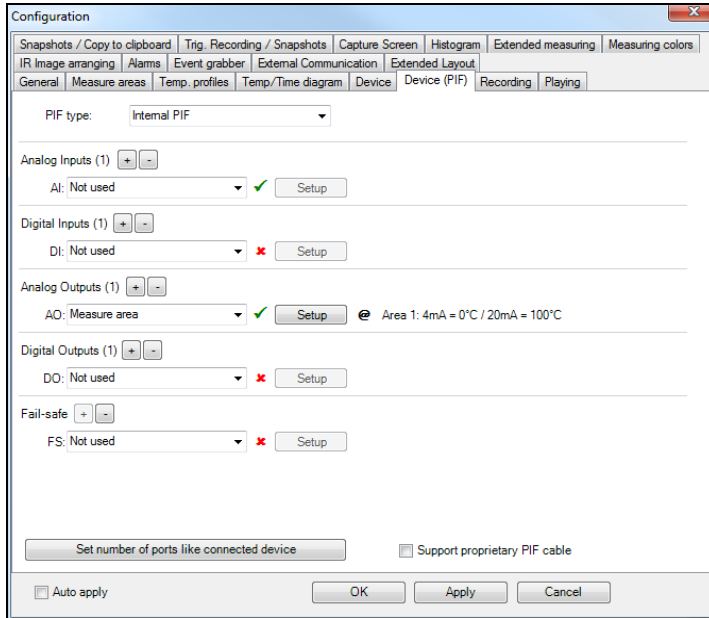 Configuration
Snapshots / Copy to clipboard Trig. Recording / Snapshots Capture Screen Histogram Extended measuring Measuring colors
IR Image arranging Alarms Event grabber External Communication Extended Layout
General Measure areas Temp. profiles Temp/Time diagram Device Device (PIF) Recording Playing
PIF type: Internal PIF
Analog Inputs (1) + -
AI: Not used Setup
Digital Inputs (1) + -
DI: Not used Setup
Analog Outputs (1) + -
AO: Measure area Setup @ Area 1: 4mA = 0°C / 20mA = 100°C
Digital Outputs (1) + -
DO: Not used Setup
Fail-safe + -
FS: Not used Setup
Set number of ports like connected device Support proprietary PIF cable
Auto apply OK Apply Cancel